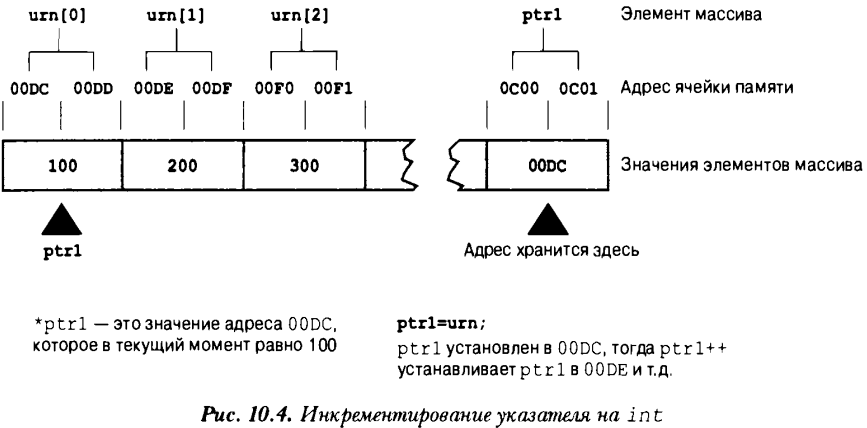 urn[0] urn[1] urn[2] ptr1 Элемент массива
00DC 00DD 00DE 00DF 00F0 00F1 0C00 0C01 Адрес ячейки памяти
100 200 300 00DC Значения элементов массива
ptr1 Адрес хранится здесь
*ptr1 — это значение адреса 00DC,
которое в текущий момент равно 100
ptr1=urn;
ptr1 установлен в 00DC, тогда ptr1++
устанавливает ptr1 в 00DE и т.д.
Рис. 10.4. Инкрементирование указателя на int